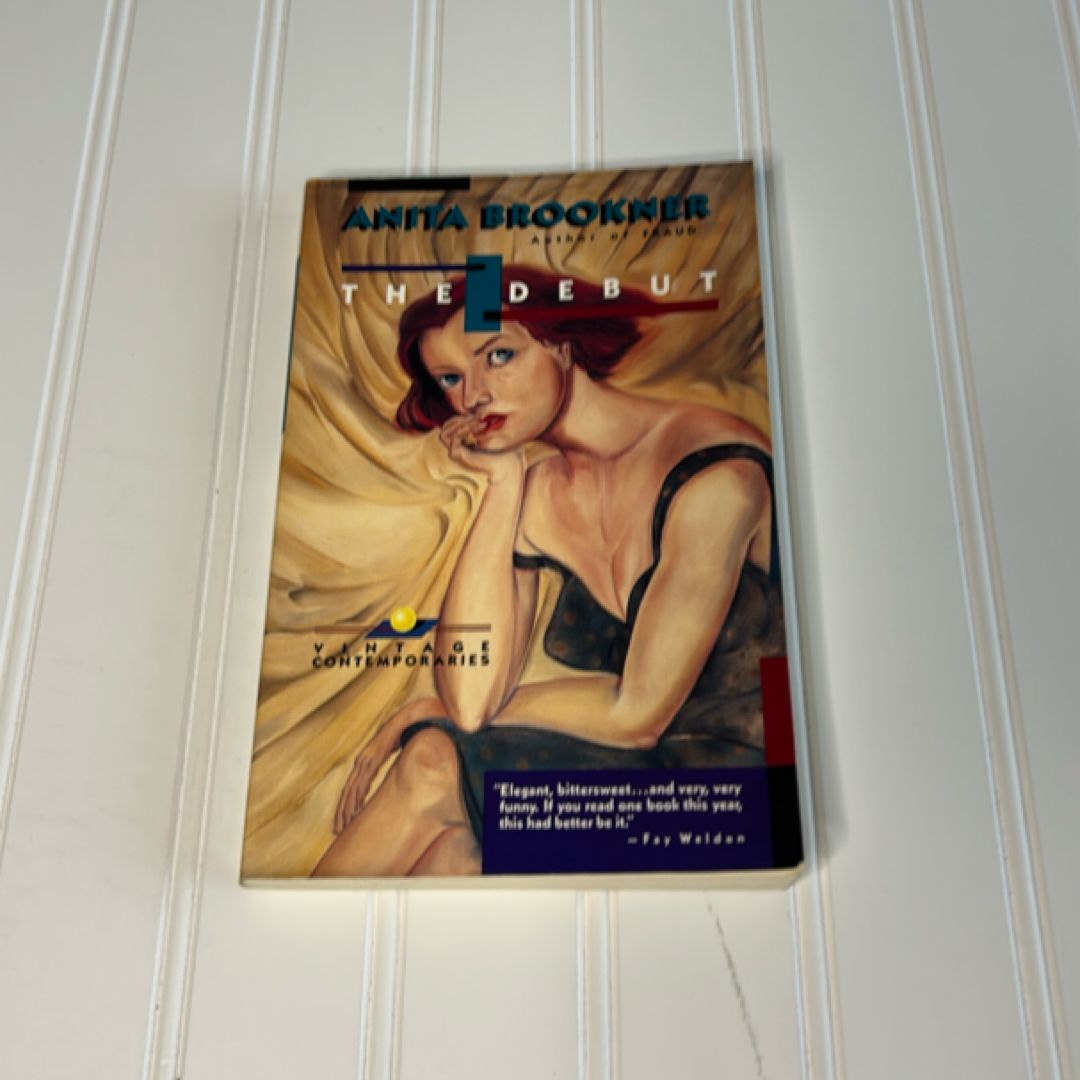 ANITA BROOKNER
Author of FRAUD
THE DEBUT
VINTAGE
CONTEMPORARIES
"Elegant, bittersweet...and very, very
funny. If you read one book this year,
this had better be it."
—Fay Weldon